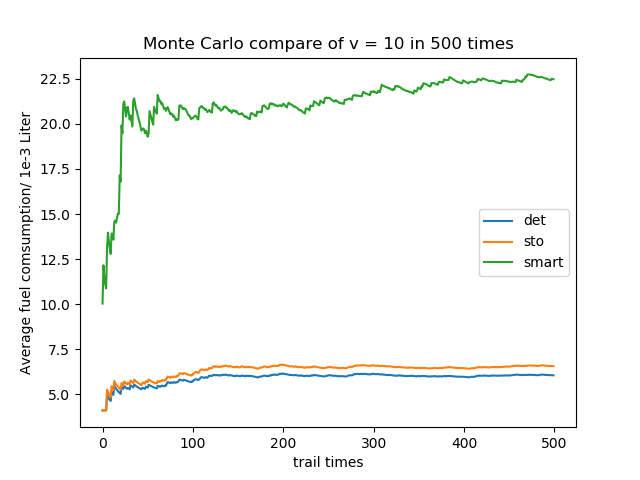 Monte Carlo compare of v = 10 in 500 times
Average fuel comsumption/ 1e-3 Liter
22.5
20.0
17.5
15.0
12.5
10.0
7.5
5.0
det
sto
smart
0
100
200
300
400
500
trail times